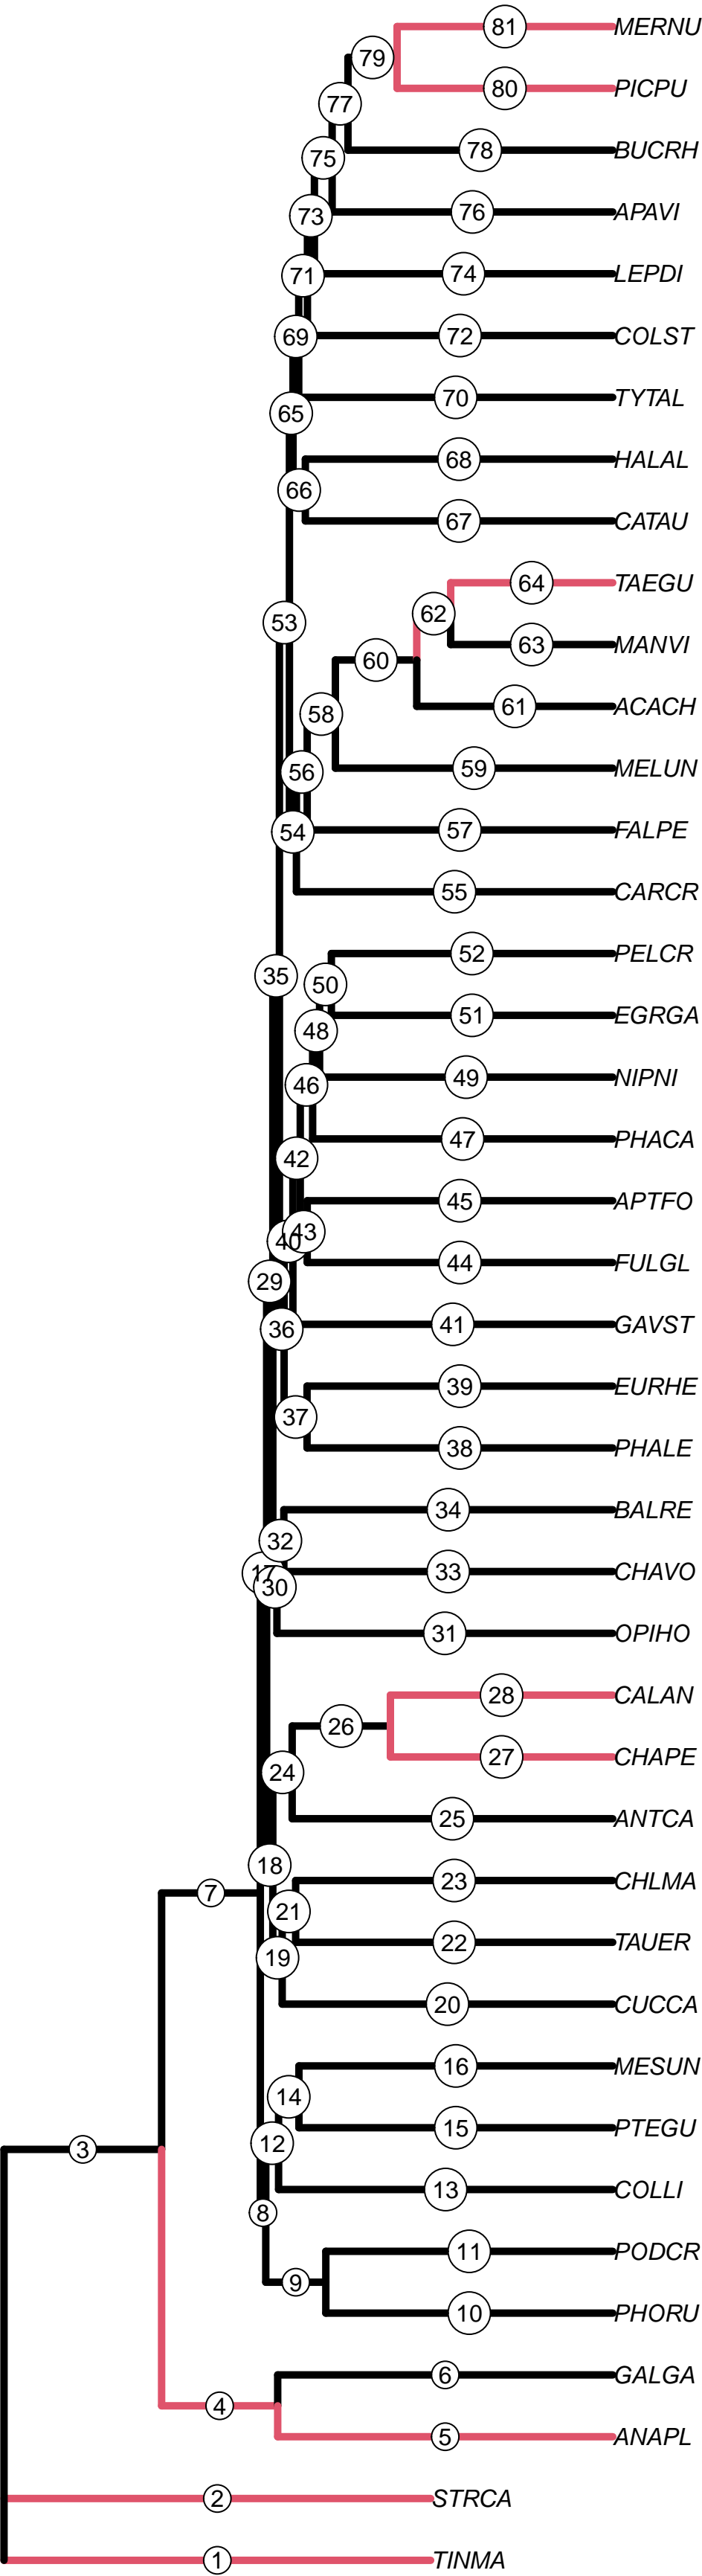 81 MERNU
79
80 PICPU
77
78 BUCRH
75
76 APAVI
73
71 74 LEPDI
69 72 COLST
70 TYTAL
65
68 HALAL
66
67 CATAU
64 TAEGU
62
53
63 MANVI
60
61 ACACH
58
59 MELUN
56
54 57 FALPE
55 CARCR
52 PELCR
35
50
51 EGRGA
48
49 NIPNI
46
47 PHACA
42
45 APTFO
43
40
44 FULGL
29
41 GAVST
36
39 EURHE
37
38 PHALE
34 BALRE
32
33 CHAVO
17
30
31 OPIHO
28 CALAN
26
27 CHAPE
24
25 ANTCA
18
23 CHLMA
7
21
22 TAUER
19
20 CUCCA
16 MESUN
14
15 PTEGU
12
3
13 COLLI
8
11 PODCR
9
10 PHORU
6 GALGA
4
5 ANAPL
2 STRCA
1 TINMA